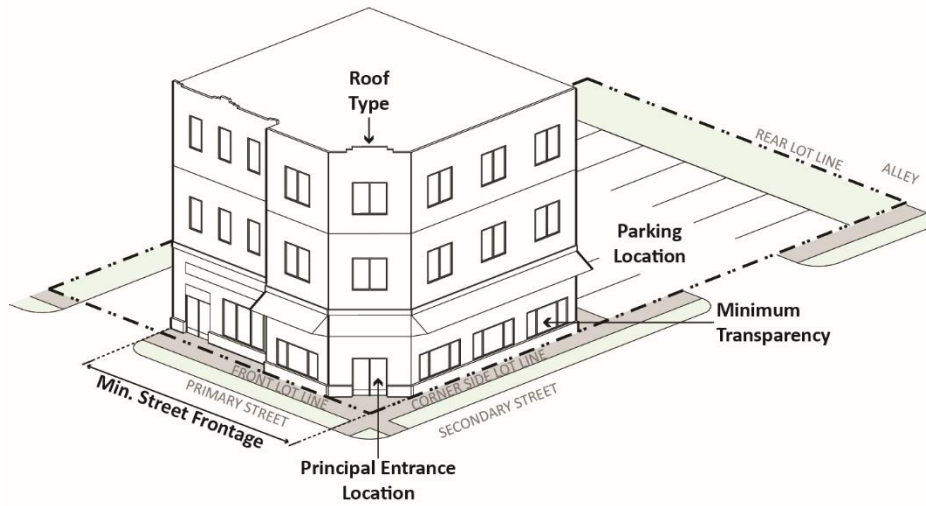 Roof
Type
REAR LOT LINE
ALLEY
Parking
Location
Minimum
Transparency
FRONT LOT LINE
CORNER SIDE LOT LINE
PRIMARY STREET
SECONDARY STREET
Min. Street Frontage
Principal Entrance
Location